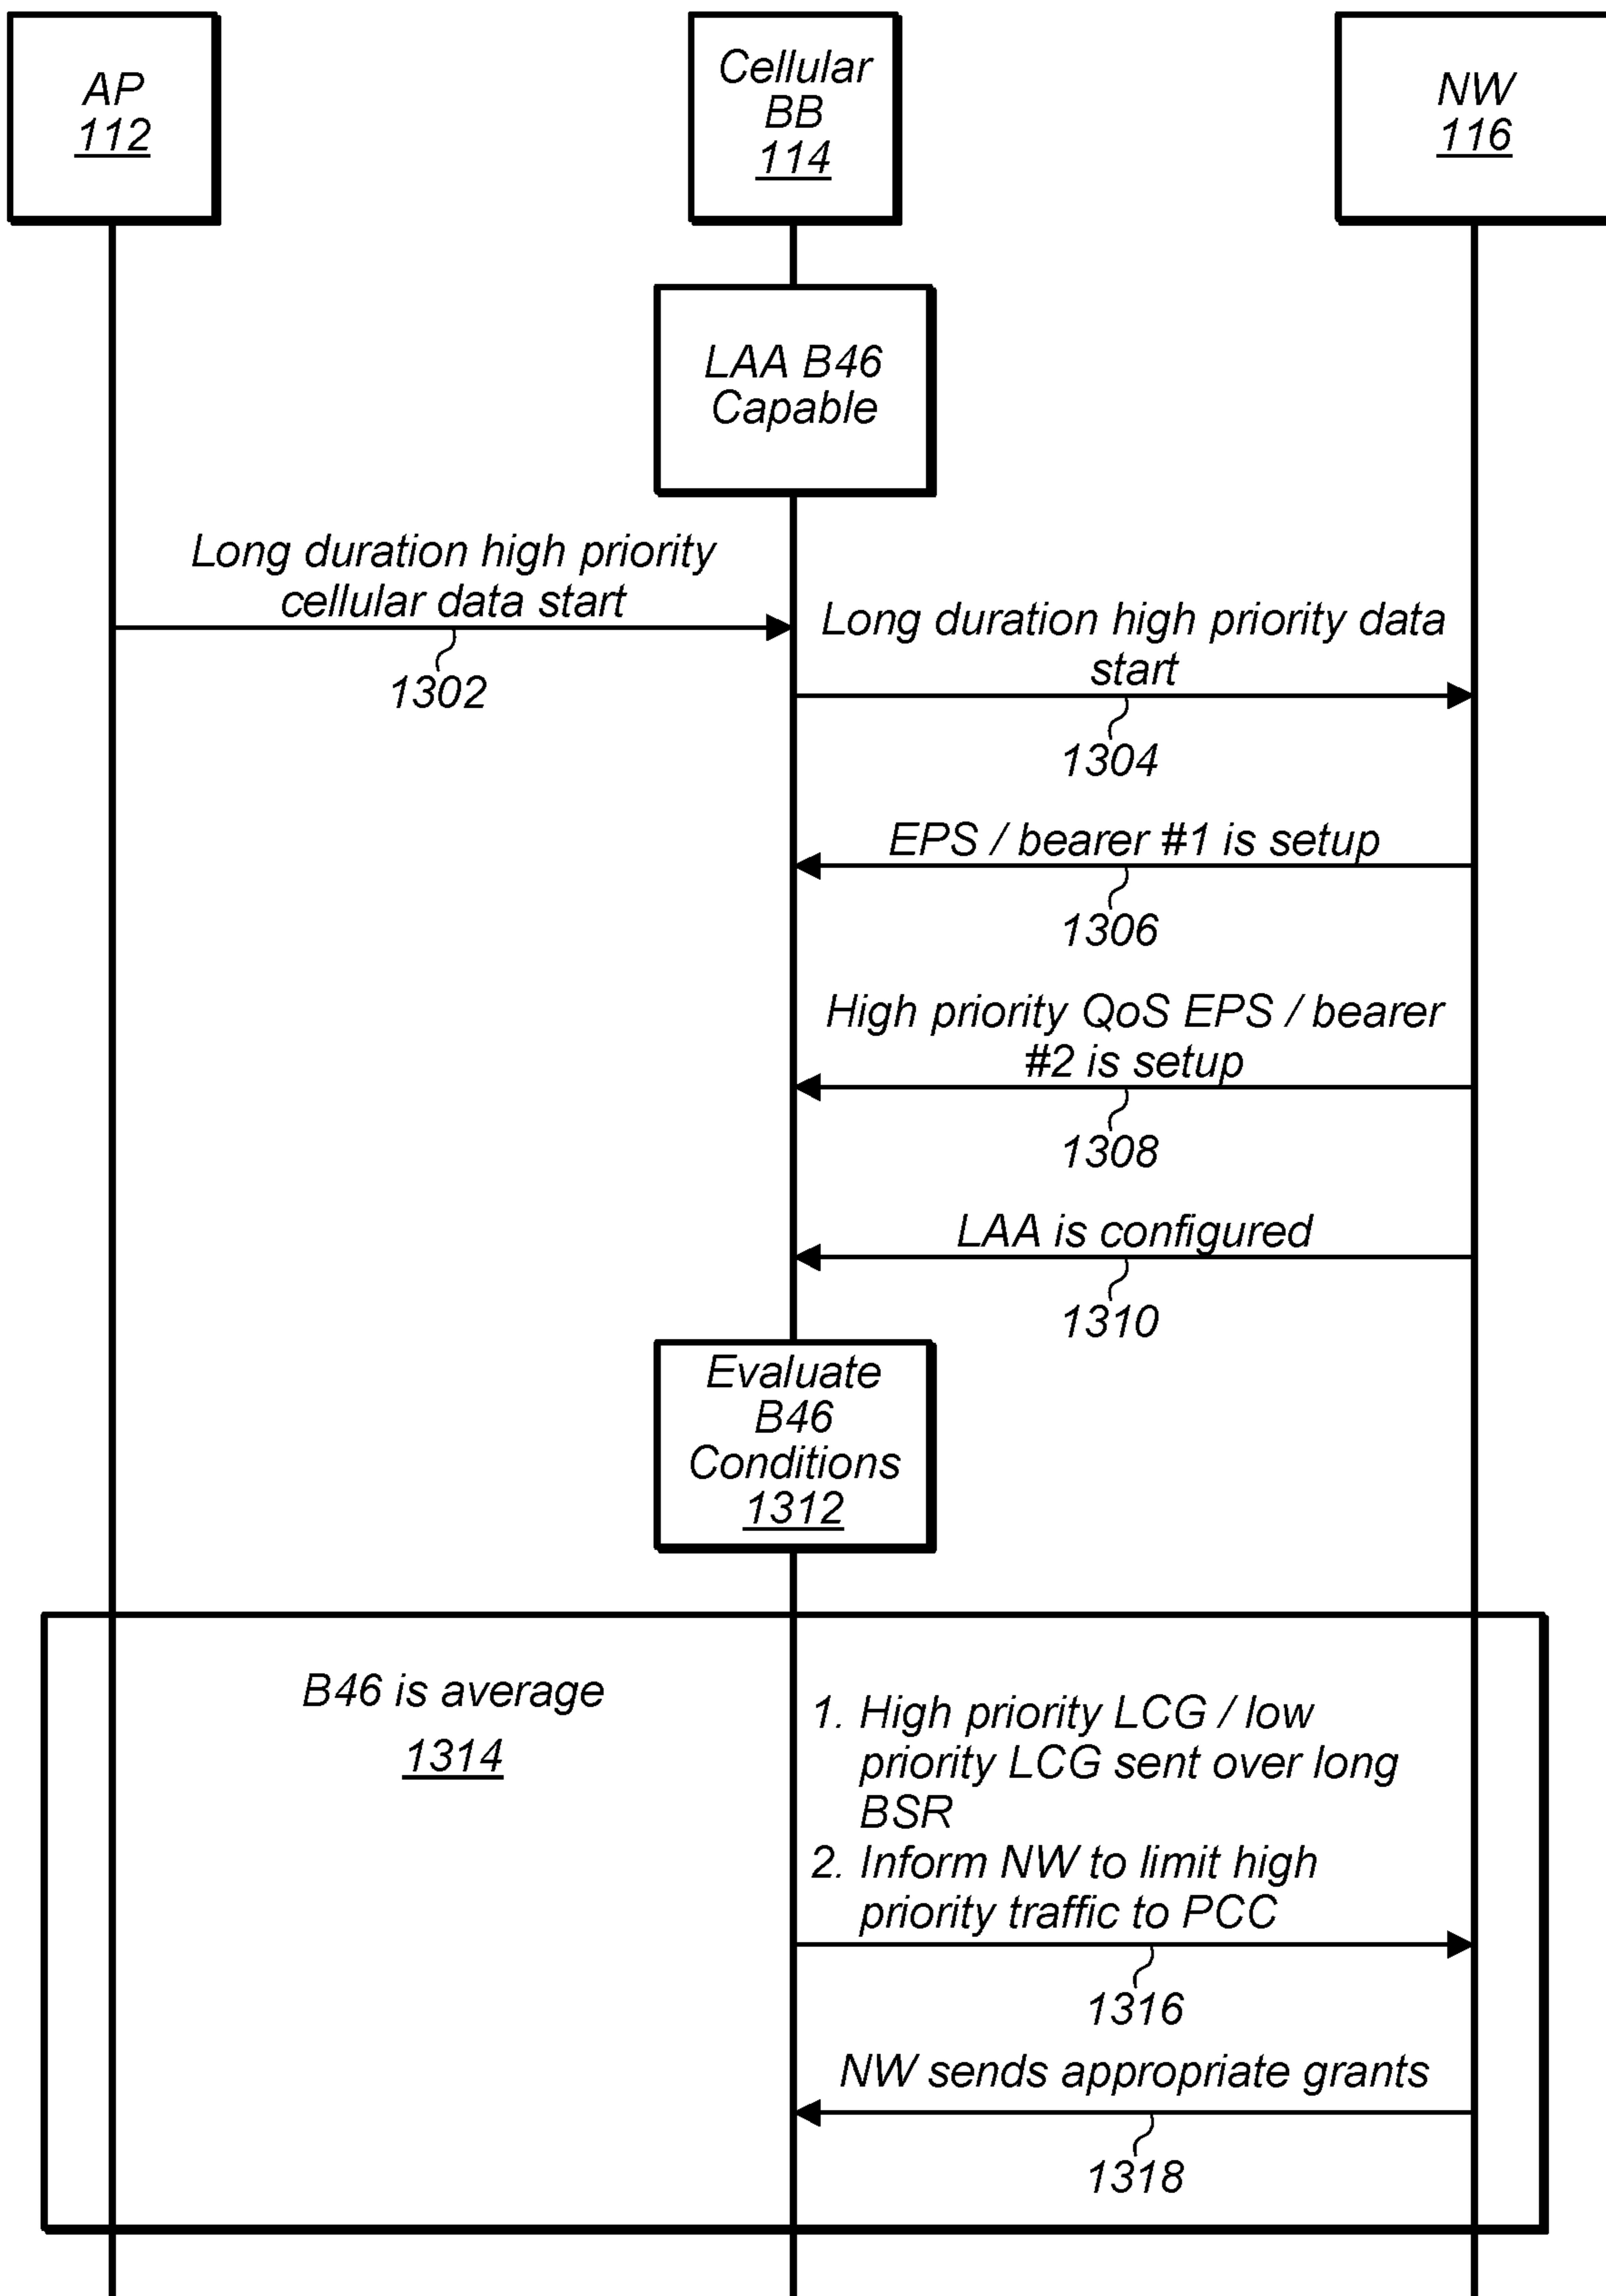 AP
112
Cellular
BB
114
NW
116
LAA B46
Capable
Long duration high priority
cellular data start
1302
Long duration high priority data
start
1304
EPS / bearer #1 is setup
1306
High priority QoS EPS / bearer
#2 is setup
1308
LAA is configured
1310
Evaluate
B46
Conditions
1312
B46 is average
1314
1. High priority LCG / low
priority LCG sent over long
BSR
2. Inform NW to limit high
priority traffic to PCC
1316
NW sends appropriate grants
1318